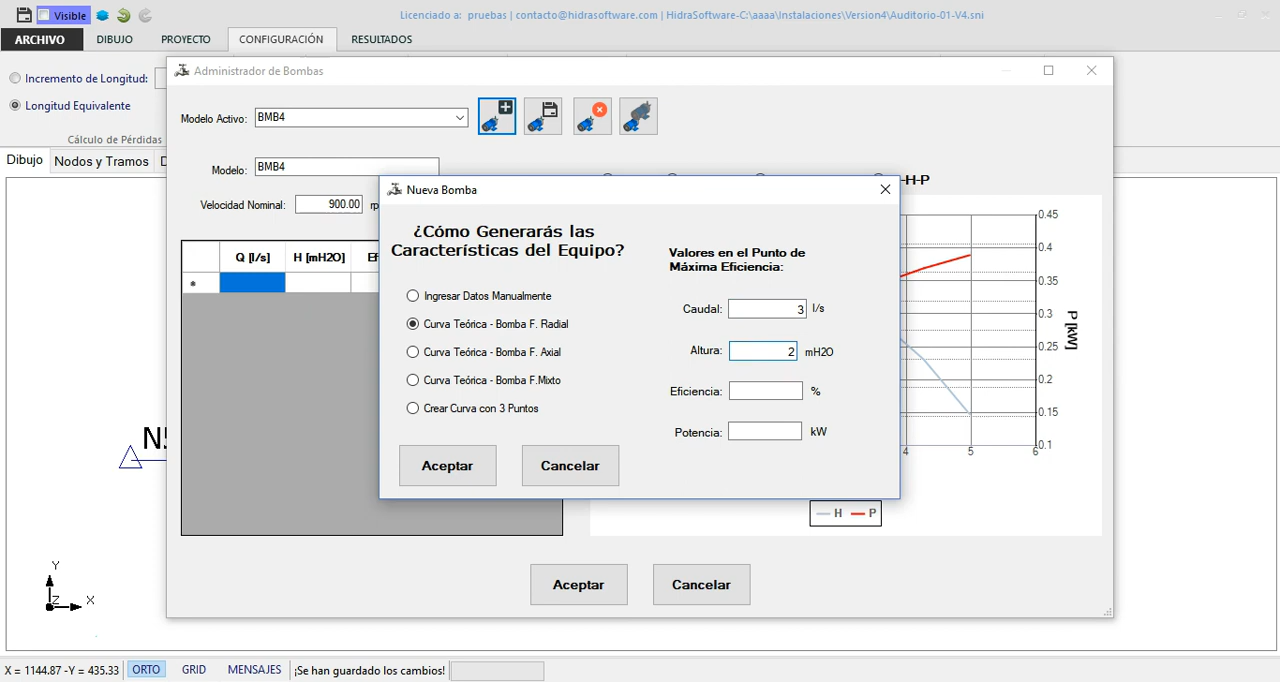 Visible
Licenciado a: pruebas | contacto@hidrasoftware.com | HidraSoftware-C:\aaaa\Instalaciones\Version4\Auditorio-01-V4.sni
ARCHIVO DIBUJO PROYECTO CONFIGURACIÓN RESULTADOS
Incremento de Longitud:
Longitud Equivalente
Cálculo de Pérdidas
Dibujo Nodos y Tramos D
Administrador de Bombas
Modelo Activo: BMB4
Modelo: BMB4
Velocidad Nominal: 900.00 rp
Q [l/s] H [mH2O] Ef
*
-H-P
Nueva Bomba
¿Cómo Generarás las
Características del Equipo?
Ingresar Datos Manualmente
Curva Teórica - Bomba F. Radial
Curva Teórica - Bomba F. Axial
Curva Teórica - Bomba F.Mixto
Crear Curva con 3 Puntos
Aceptar Cancelar
Valores en el Punto de
Máxima Eficiencia:
Caudal: 3 l/s
Altura: 2 mH2O
Eficiencia: %
Potencia: kW
0.45
0.4
0.35
0.3
0.25
0.2
0.15
0.1
P [kW]
4 5 6
H P
Aceptar Cancelar
Y
Z X
X = 1144.87 -Y = 435.33 ORTO GRID MENSAJES ¡Se han guardado los cambios!